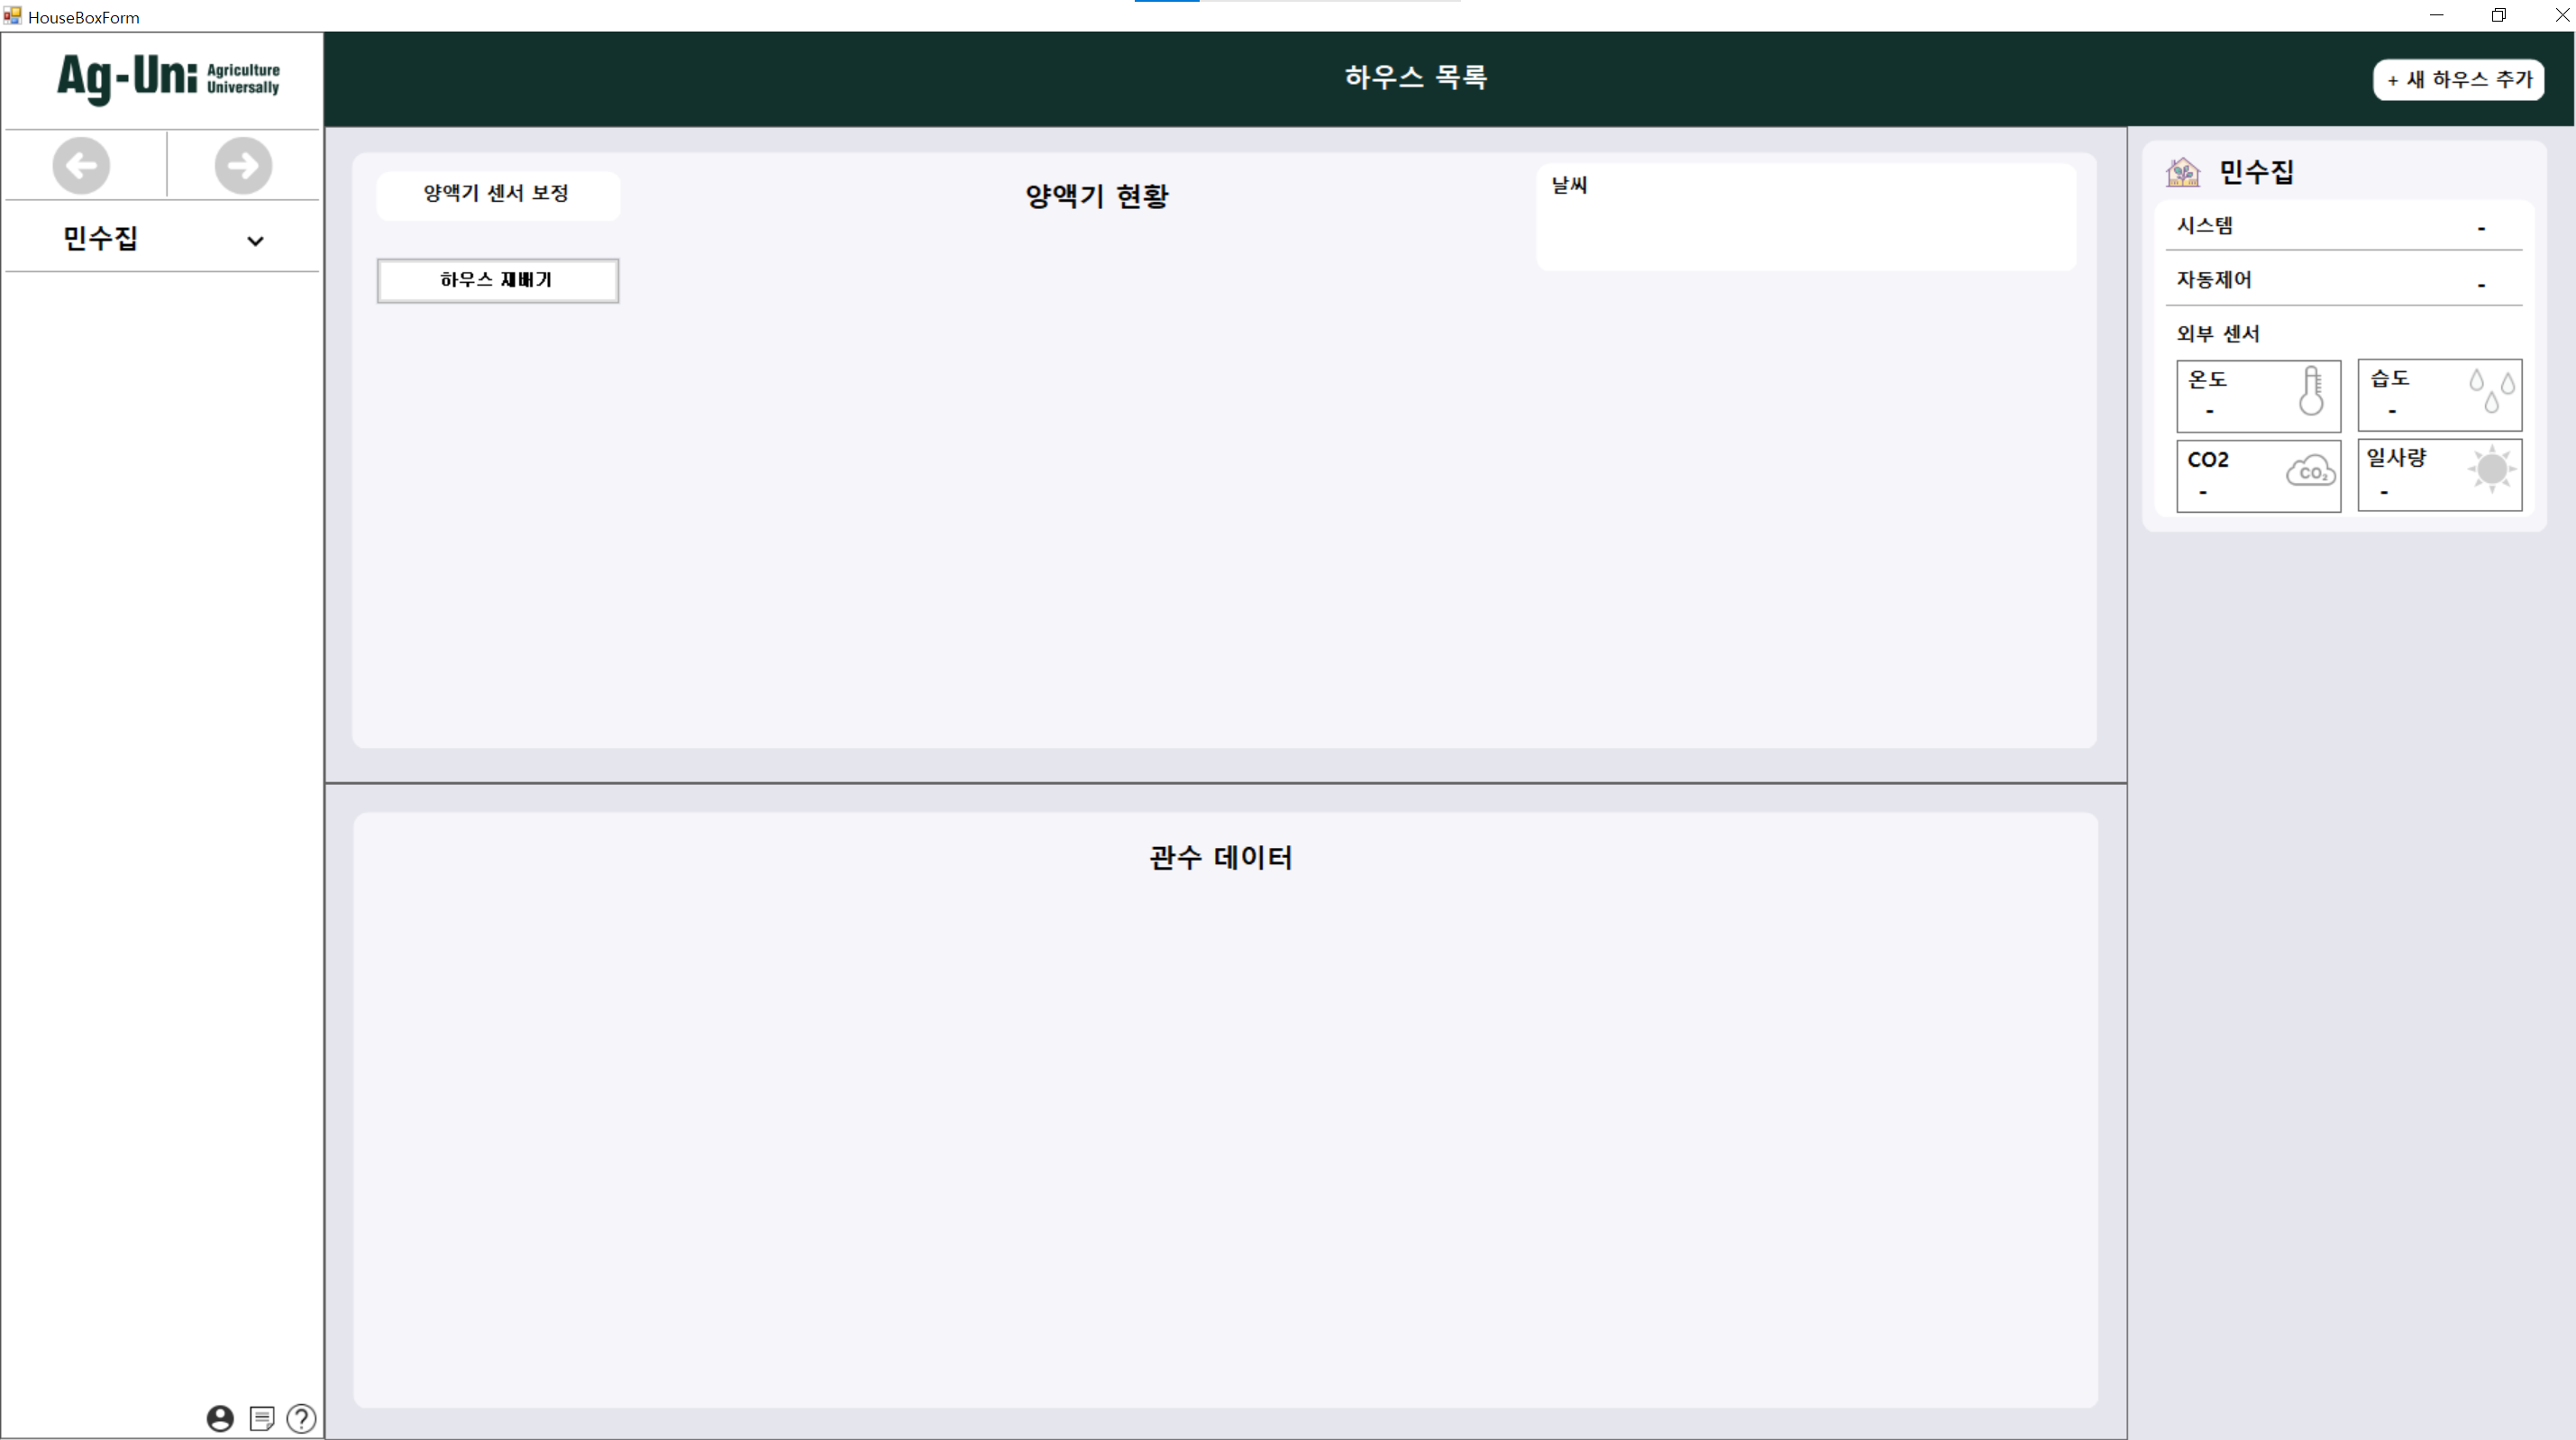 HouseBoxForm
Ag-Uni Agriculture Universally
하우스 목록
+ 새 하우스 추가
민수집
양액기 센서 보정
양액기 현황
날씨
하우스 재배기
민수집
시스템 -
자동제어 -
외부 센서
온도
-
습도
-
CO2
-
CO₂
일사량
-
관수 데이터
?